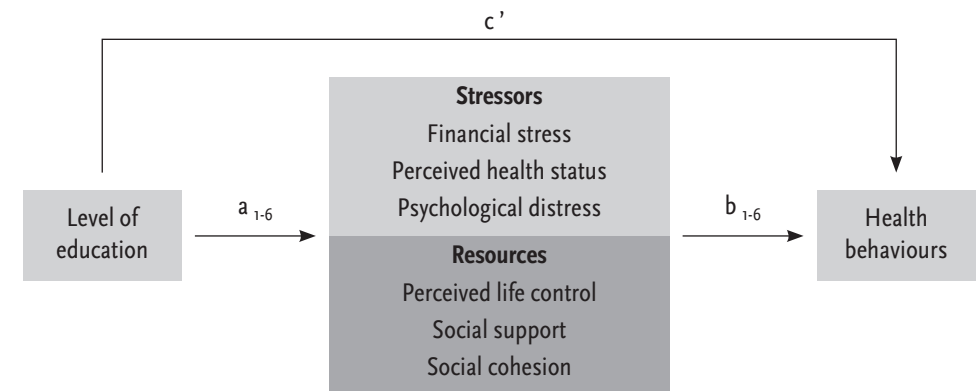 c’
Stressors
Financial stress
Perceived health status
Psychological distress
Level of
education
a 1-6
b 1-6
Health
behaviours
Resources
Perceived life control
Social support
Social cohesion